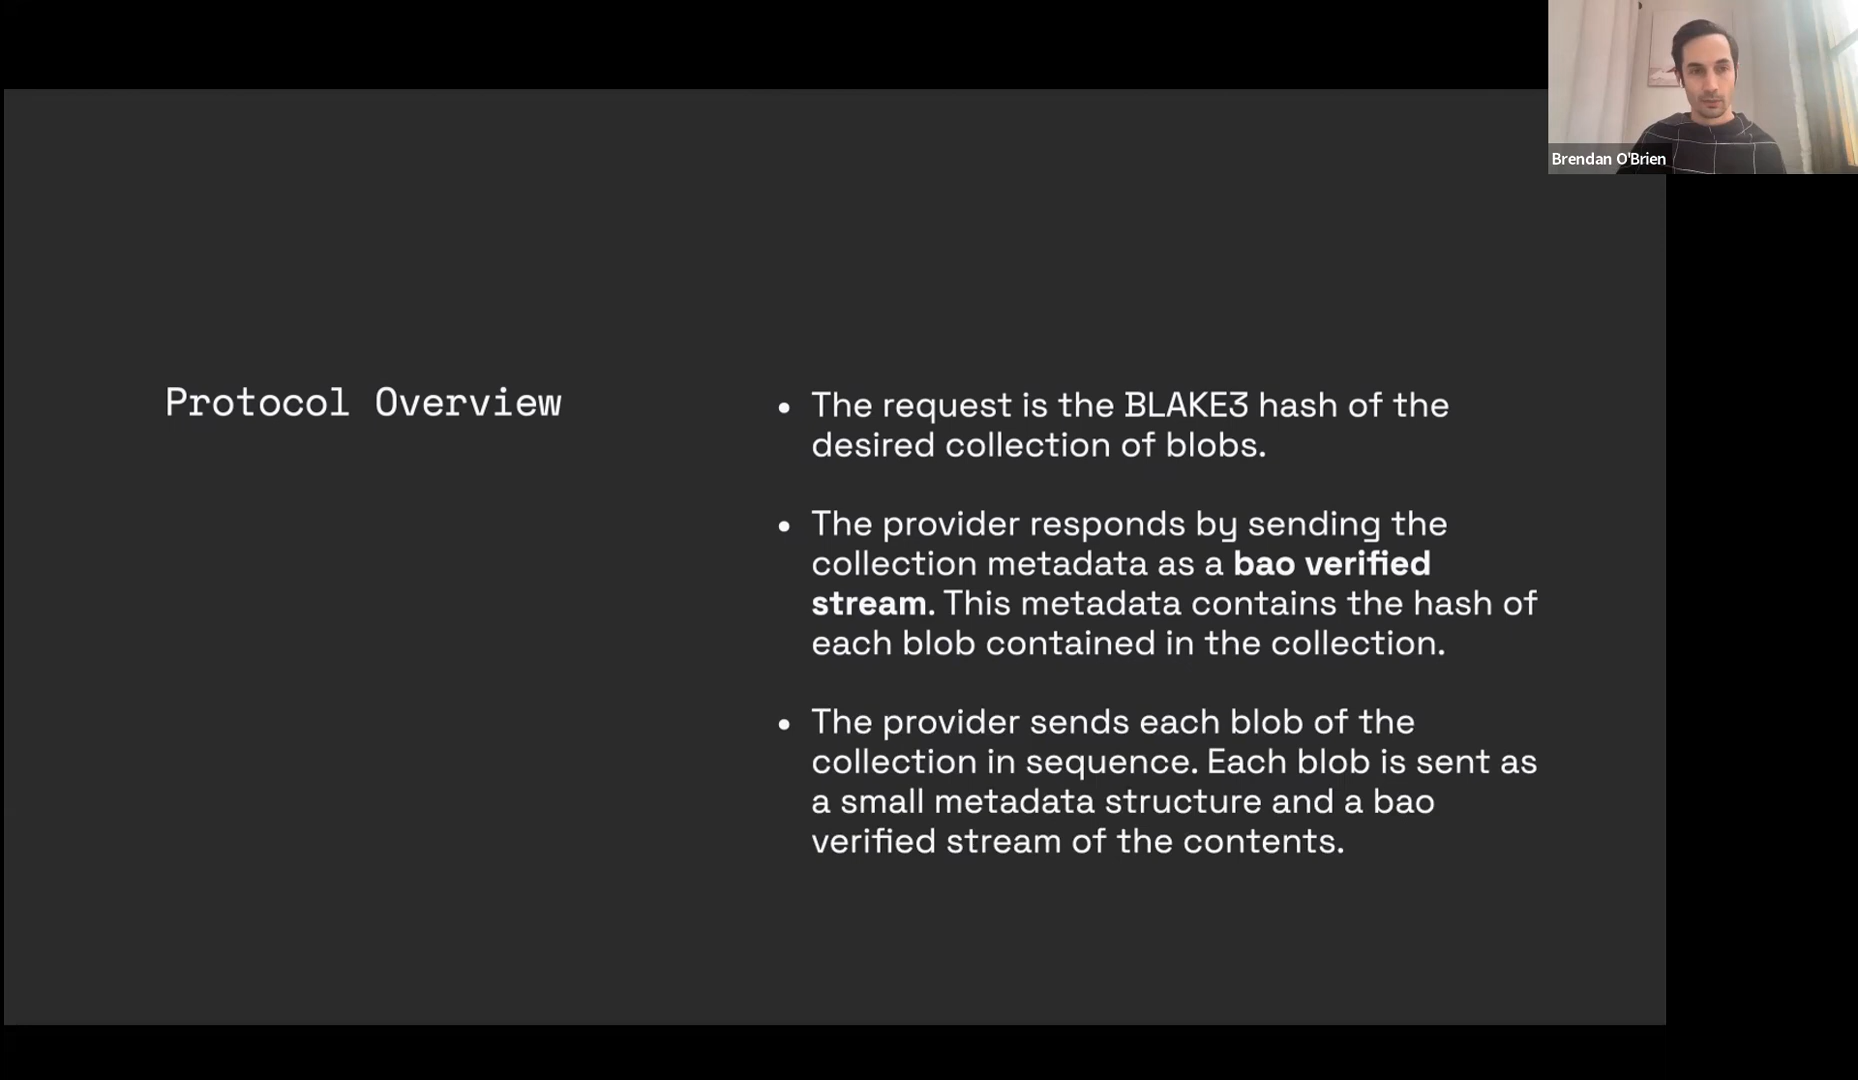 Brendan O'Brien
Protocol Overview
• The request is the BLAKE3 hash of the
desired collection of blobs.
• The provider responds by sending the
collection metadata as a bao verified
stream. This metadata contains the hash of
each blob contained in the collection.
• The provider sends each blob of the
collection in sequence. Each blob is sent as
a small metadata structure and a bao
verified stream of the contents.